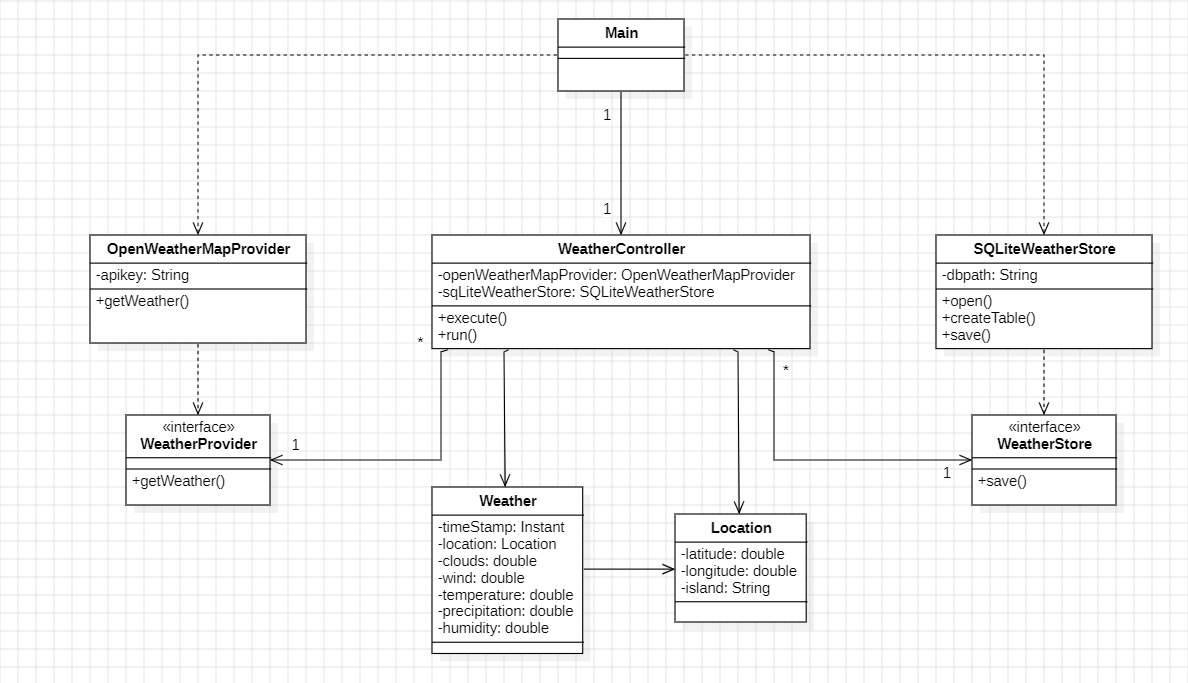 Main
1
1
OpenWeatherMapProvider
-apikey: String
+getWeather()
WeatherController
-openWeatherMapProvider: OpenWeatherMapProvider
-sqLiteWeatherStore: SQLiteWeatherStore
+execute()
+run()
SQLiteWeatherStore
-dbpath: String
+open()
+createTable()
+save()
*
*
«interface»
WeatherProvider
+getWeather()
1
1
«interface»
WeatherStore
+save()
Weather
-timeStamp: Instant
-location: Location
-clouds: double
-wind: double
-temperature: double
-precipitation: double
-humidity: double
Location
-latitude: double
-longitude: double
-island: String